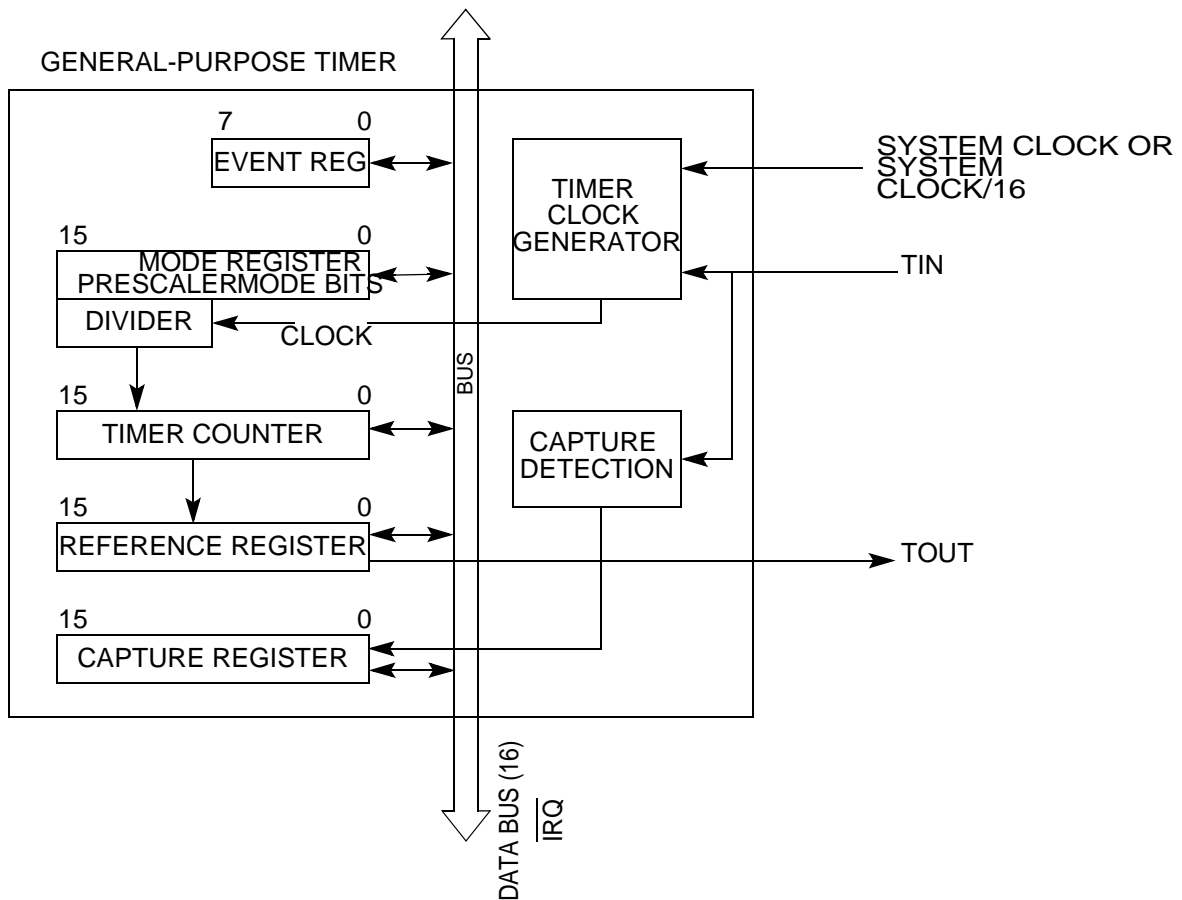 GENERAL-PURPOSE TIMER
7 0
EVENT REG
15 0
MODE REGISTER
PRESCALERMODE BITS
DIVIDER
CLOCK
15 0
TIMER COUNTER
15 0
REFERENCE REGISTER
15 0
CAPTURE REGISTER
BUS
TIMER
CLOCK
GENERATOR
CAPTURE
DETECTION
SYSTEM CLOCK OR
SYSTEM
CLOCK/16
TIN
TOUT
DATA BUS (16)
IRQ